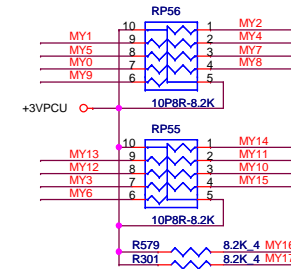 RP56
10 1 MY2
MY1 9 2 MY4
MY5 8 3 MY7
MY0 7 4 MY8
MY9 6 5
+3VPCU 10P8R-8.2K
RP55
10 1 MY14
MY13 9 2 MY11
MY12 8 3 MY10
MY3 7 4 MY15
MY6 6 5
10P8R-8.2K
R579 8.2K_4 MY16
R301 8.2K_4 MY17